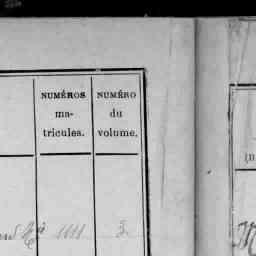 NUMÉROS
ma-
tricules.
NUMÉRO
du
volume.
1111 3.